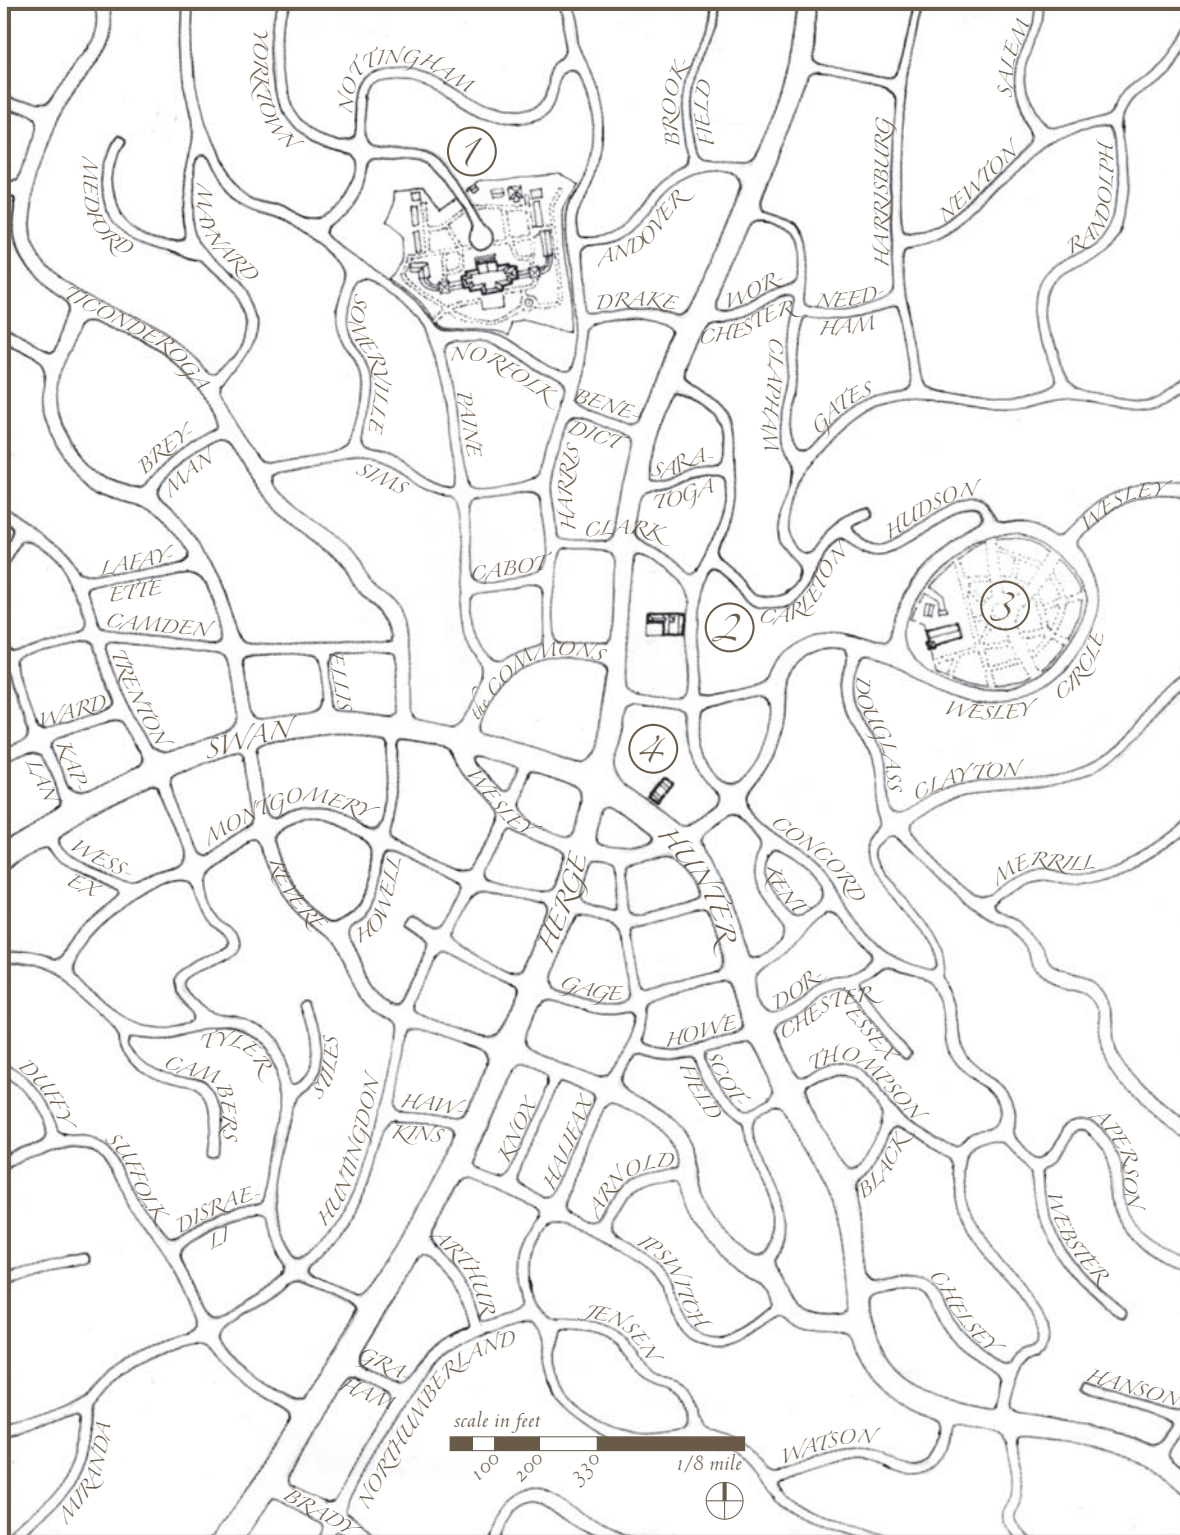 YORKTOWN
NOTTINGHAM
BROOK-
FIELD
SALEM
HARRISBURG
NEWTON
RANDOLPH
MEDFORD
MAYNARD
1
ANDOVER
DRAKE
WOR-
CHESTER
NEED-
HAM
TICONDEROGA
SOMERVILLE
NORFOLK
PAINE
BENE-
DICT
CLAPHAM
GATES
BREY-
MAN
SIMS
HARRIS
SARA-
TOGA
CLARK
HUDSON
WESLEY
LAFAY-
ETTE
CABOT
CARLETON
2
3
CAMDEN
TRENTON
ELLIS
the COMMONS
WESLEY
CIRCLE
WARD
KAP-
LAN
SWAN
4
DOUGLASS
CLAYTON
WESLEY
MONTGOMERY
HUNTER
CONCORD
MERRILL
WESS-
EX
REVERE
HOWELL
HERGE
KENT
GAGE
DOR-
CHESTER
ESSEX
HOWE
SCOT-
FIELD
THOMPSON
TYLER
GAMBERS
STILES
DUFFY
SUFFOLK
HUNTINGDON
HAW-
KINS
KNOX
HALIFAX
ARNOLD
BLACK
APERSON
WEBSTER
DISRAE-
LI
ARTHUR
IPSWITCH
CHELSEY
JENSEN
GRA-
HAM
NORTHUMBERLAND
HANSON
WATSON
MIRANDA
BRADY
scale in feet
100 200 330 1/8 mile